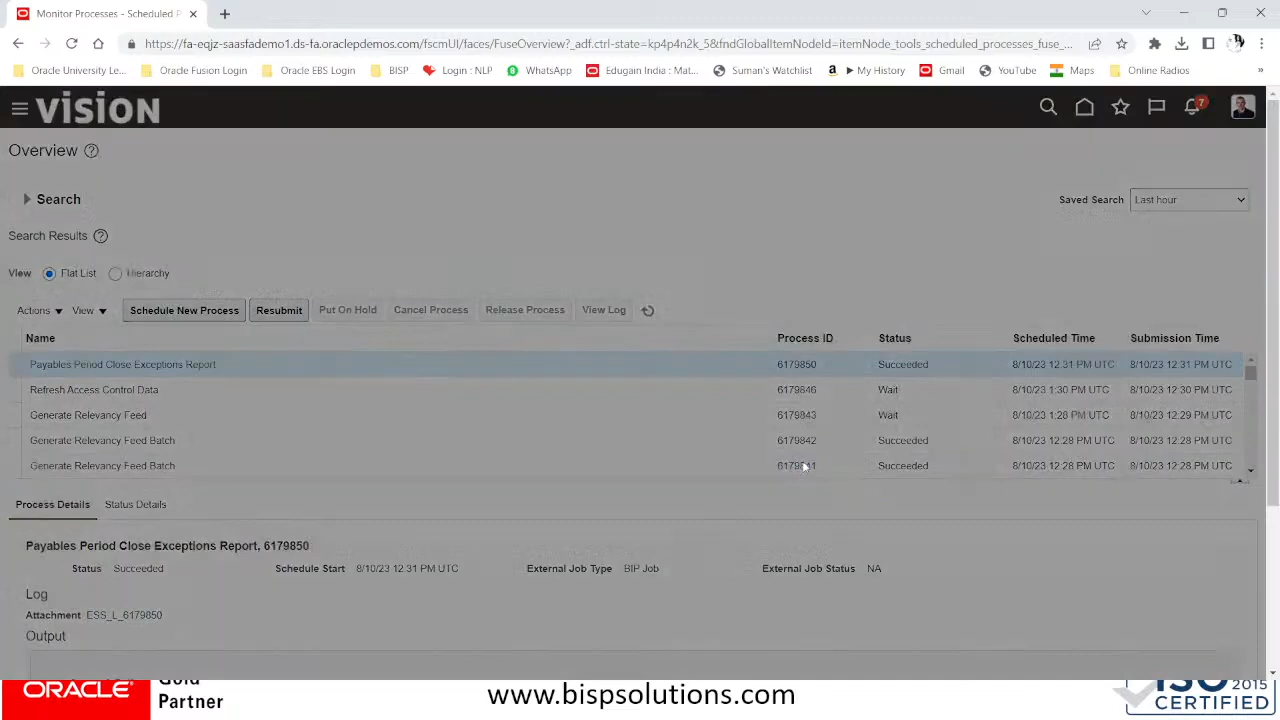 Monitor Processes - Scheduled P
https://fa-eqjz-saasfademo1.ds-fa.oraclepdemos.com/fscmUI/faces/FuseOverview?_adf.ctrl-state=kp4p4n2k_5&fndGlobalItemNodeId=itemNode_tools_scheduled_processes_fuse_...
Oracle University Le... Oracle Fusion Login Oracle EBS Login BISP Login : NLP WhatsApp Edugain India : Mat... Suman's Watchlist My History Gmail YouTube Maps Online Radios »
VISION 7
Overview
Search
Saved Search Last hour
Search Results
View Flat List Hierarchy
Actions View Schedule New Process Resubmit Put On Hold Cancel Process Release Process View Log
Name Process ID Status Scheduled Time Submission Time
Payables Period Close Exceptions Report 6179850 Succeeded 8/10/23 12:31 PM UTC 8/10/23 12:31 PM UTC
Refresh Access Control Data 6179846 Wait 8/10/23 1:30 PM UTC 8/10/23 12:30 PM UTC
Generate Relevancy Feed 6179843 Wait 8/10/23 1:28 PM UTC 8/10/23 12:29 PM UTC
Generate Relevancy Feed Batch 6179842 Succeeded 8/10/23 12:28 PM UTC 8/10/23 12:28 PM UTC
Generate Relevancy Feed Batch 6179841 Succeeded 8/10/23 12:28 PM UTC 8/10/23 12:28 PM UTC
Process Details Status Details
Payables Period Close Exceptions Report, 6179850
Status Succeeded Schedule Start 8/10/23 12:31 PM UTC External Job Type BIP Job External Job Status NA
Log
Attachment ESS_L_6179850
Output
ORACLE Gold
Partner
www.bispsolutions.com
ISO 2015
CERTIFIED